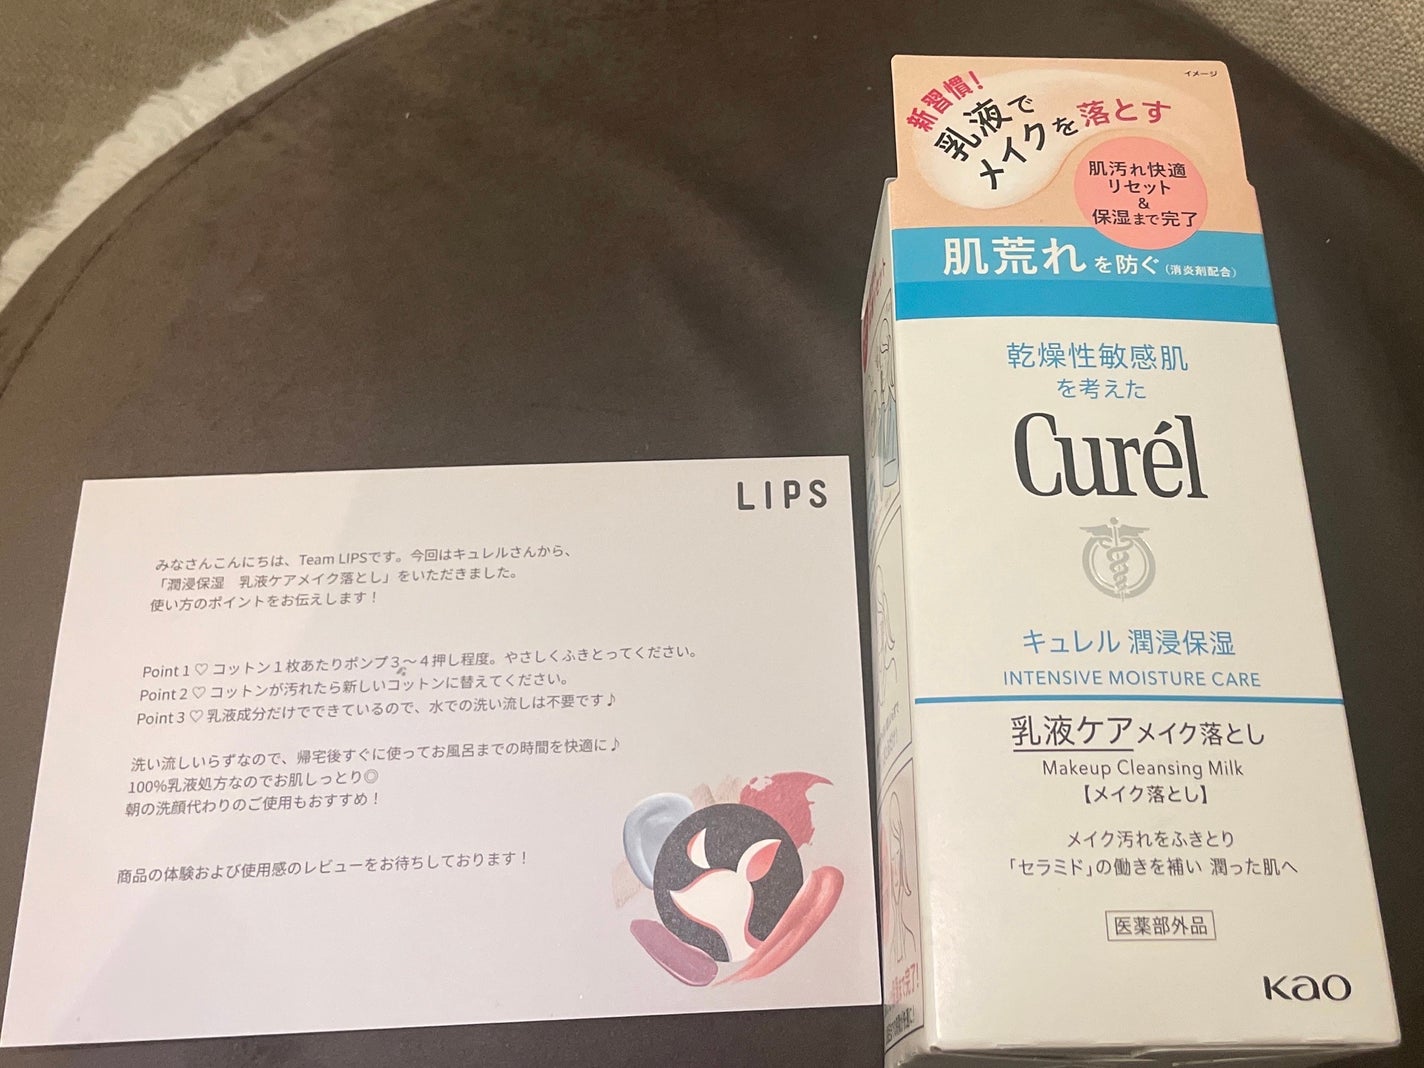 LIPS
みなさんこんにちは、Team LIPSです。今回はキュレルさんから、
「潤浸保湿　乳液ケアメイク落とし」をいただきました。
使い方のポイントをお伝えします！
Point 1 ♡ コットン１枚あたりポンプ３～４押し程度。やさしくふきとってください。
Point 2 ♡ コットンが汚れたら新しいコットンに替えてください。
Point 3 ♡ 乳液成分だけでできているので、水での洗い流しは不要です♪
洗い流しいらずなので、帰宅後すぐに使ってお風呂までの時間を快適に♪
100%乳液処方なのでお肌しっとり◎
朝の洗顔代わりのご使用もおすすめ！
商品の体験および使用感のレビューをお待ちしております！
イメージ
新習慣！
乳液で
メイクを落とす
肌汚れ快適
リセット
&
保湿まで完了
肌荒れを防ぐ（消炎剤配合）
乾燥性敏感肌
を考えた
Curél
キュレル 潤浸保湿
INTENSIVE MOISTURE CARE
乳液ケアメイク落とし
Makeup Cleansing Milk
【メイク落とし】
メイク汚れをふきとり
「セラミド」の働きを補い 潤った肌へ
医薬部外品
Kao